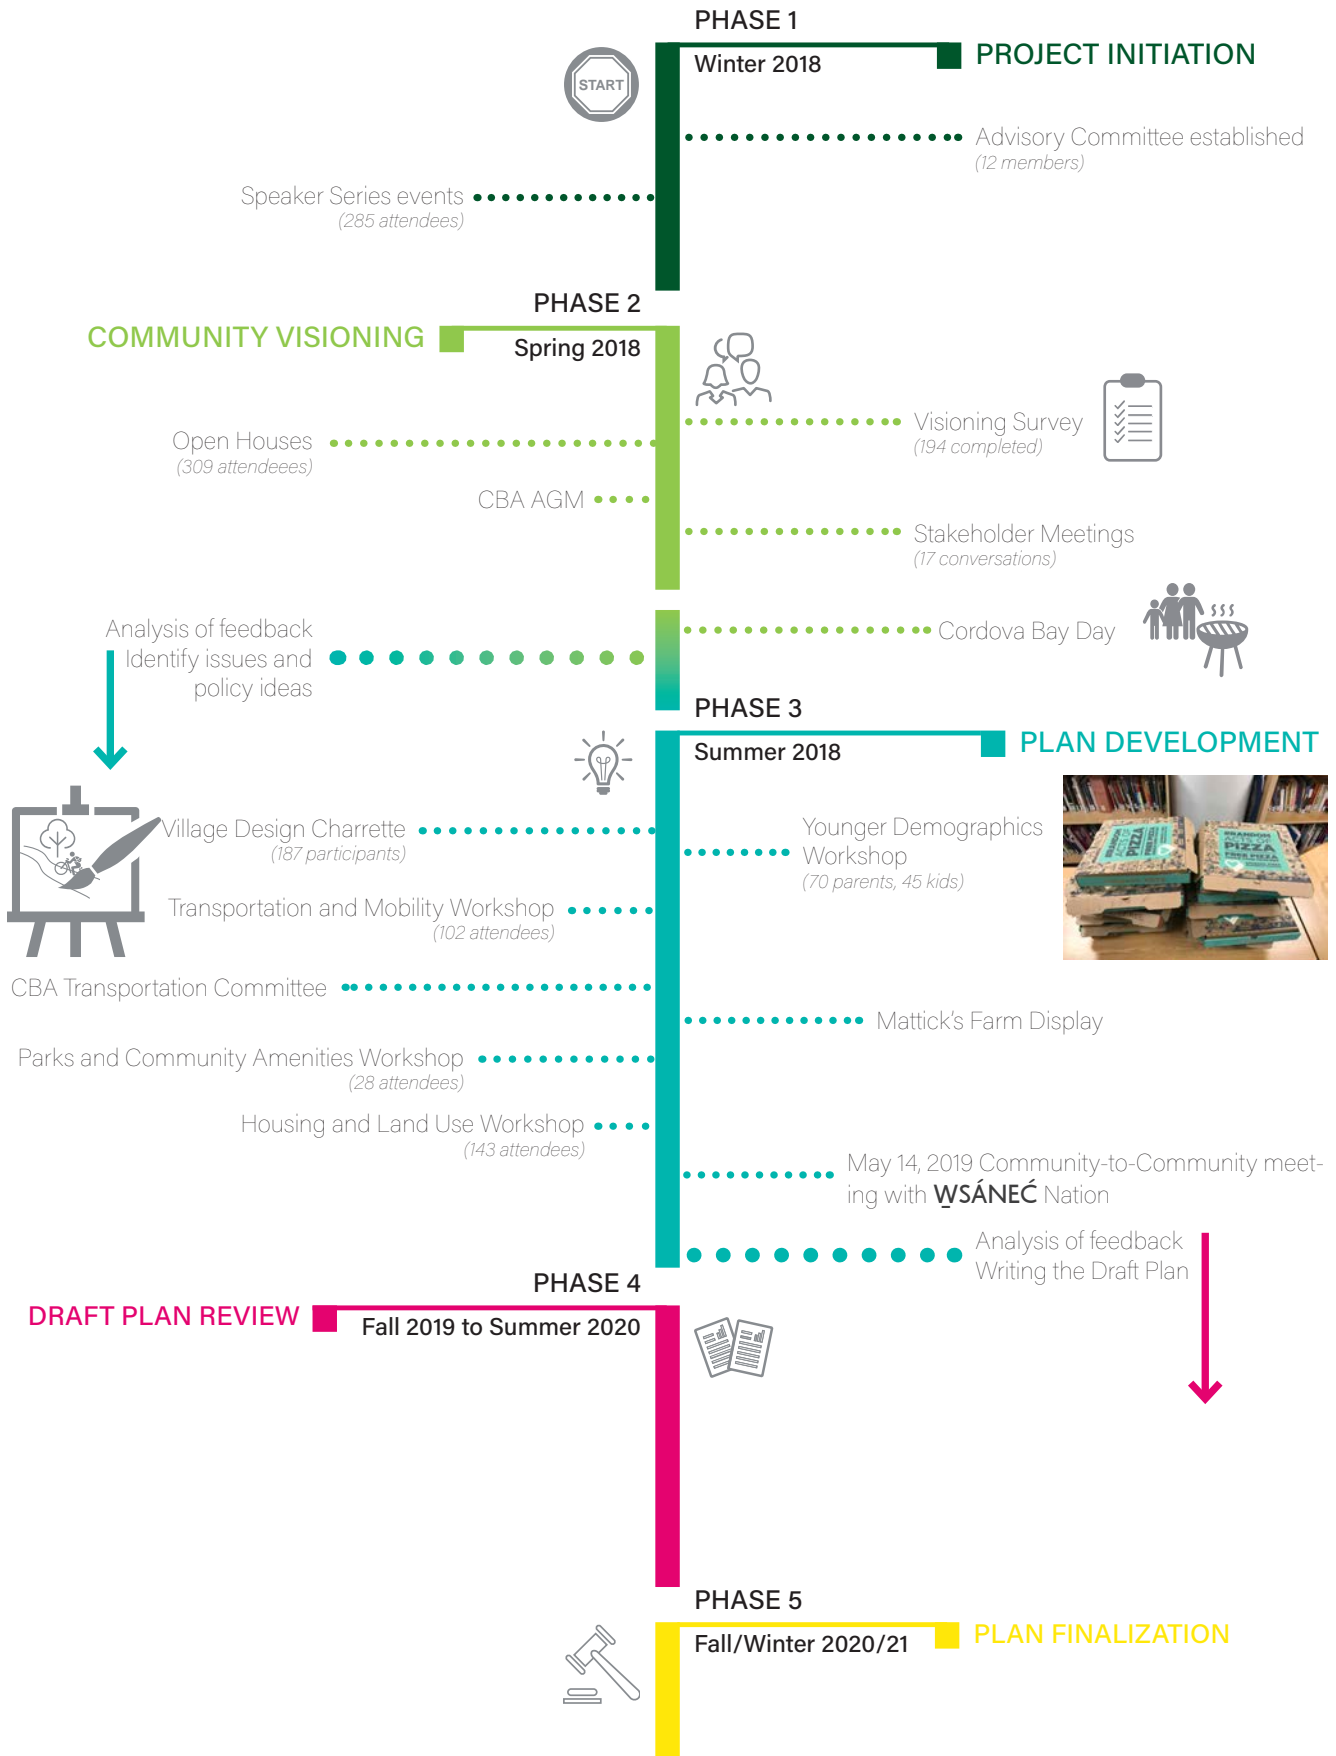 PHASE 1
PROJECT INITIATION
Winter 2018
START
Advisory Committee established
(12 members)
Speaker Series events
(285 attendees)
PHASE 2
COMMUNITY VISIONING
Spring 2018
Visioning Survey
(194 completed)
Open Houses
(309 attendeees)
CBA AGM
Stakeholder Meetings
(17 conversations)
Cordova Bay Day
Analysis of feedback
Identify issues and
policy ideas
PHASE 3
PLAN DEVELOPMENT
Summer 2018
Village Design Charrette
(187 participants)
Younger Demographics
Workshop
(70 parents, 45 kids)
PIZZA
PIZZA
FREE PIZZA
Transportation and Mobility Workshop
(102 attendees)
CBA Transportation Committee
Mattick's Farm Display
Parks and Community Amenities Workshop
(28 attendees)
Housing and Land Use Workshop
(143 attendees)
May 14, 2019 Community-to-Community meet-
ing with W̱SÁNEĆ Nation
Analysis of feedback
Writing the Draft Plan
PHASE 4
DRAFT PLAN REVIEW
Fall 2019 to Summer 2020
PHASE 5
PLAN FINALIZATION
Fall/Winter 2020/21